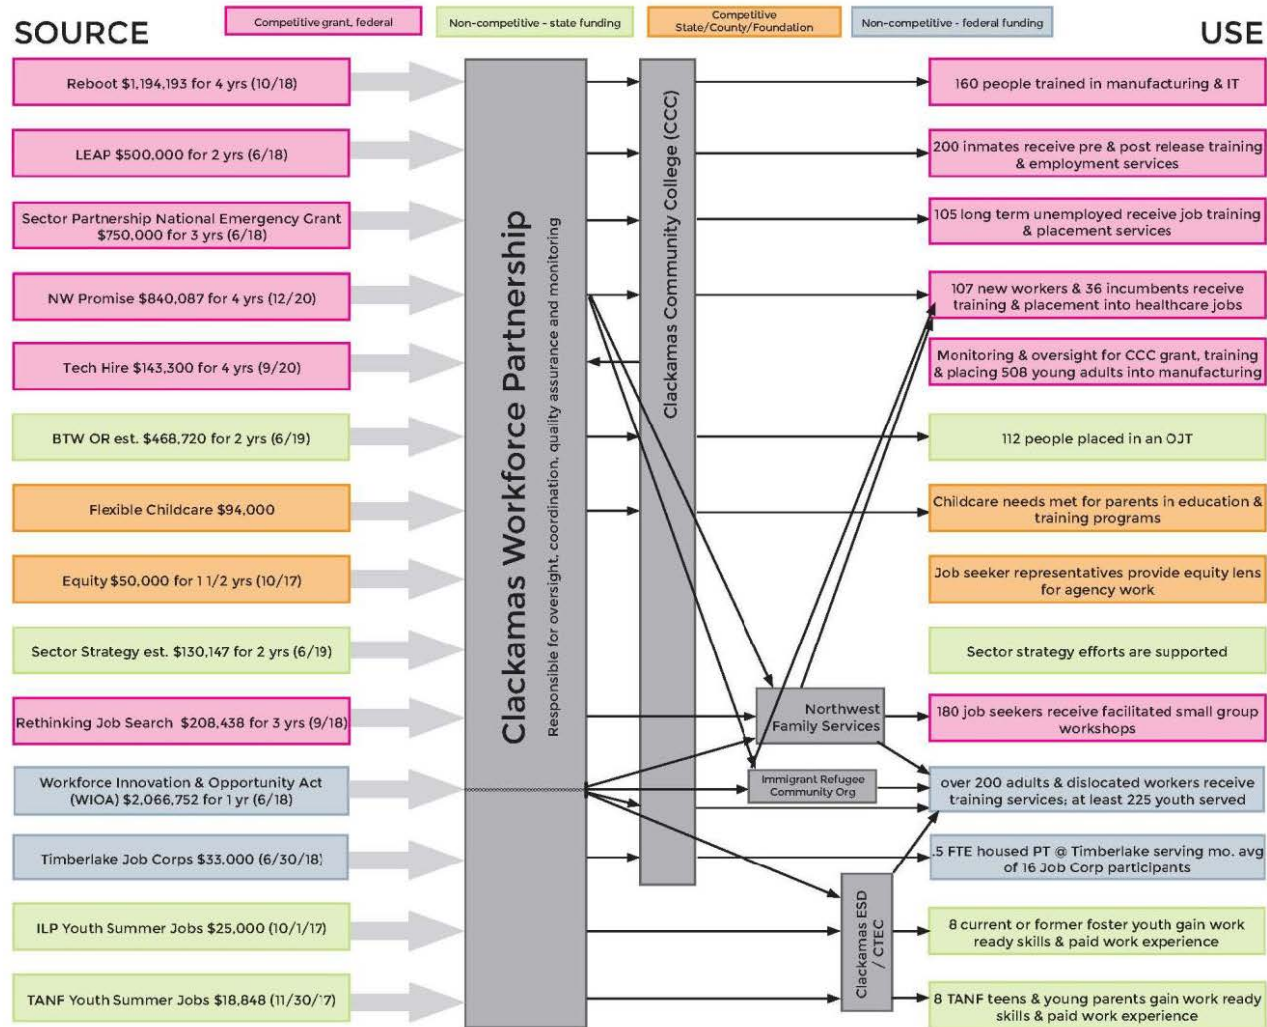 SOURCE
Competitive grant, federal
Non-competitive - state funding
Competitive
State/County/Foundation
Non-competitive - federal funding
USE
Reboot $1,194,193 for 4 yrs (10/18)
LEAP $500,000 for 2 yrs (6/18)
Sector Partnership National Emergency Grant
$750,000 for 3 yrs (6/18)
NW Promise $840,087 for 4 yrs (12/20)
Tech Hire $143,300 for 4 yrs (9/20)
BTW OR est. $468,720 for 2 yrs (6/19)
Flexible Childcare $94,000
Equity $50,000 for 1 1/2 yrs (10/17)
Sector Strategy est. $130,147 for 2 yrs (6/19)
Rethinking Job Search $208,438 for 3 yrs (9/18)
Workforce Innovation & Opportunity Act
(WIOA) $2,066,752 for 1 yr (6/18)
Timberlake Job Corps $33,000 (6/30/18)
ILP Youth Summer Jobs $25,000 (10/1/17)
TANF Youth Summer Jobs $18,848 (11/30/17)
Clackamas Workforce Partnership
Responsible for oversight, coordination, quality assurance and monitoring
Clackamas Community College (CCC)
Northwest
Family Services
Immigrant Refugee
Community Org
Clackamas ESD
/ CTEC
160 people trained in manufacturing & IT
200 inmates receive pre & post release training
& employment services
105 long term unemployed receive job training
& placement services
107 new workers & 36 incumbents receive
training & placement into healthcare jobs
Monitoring & oversight for CCC grant, training
& placing 508 young adults into manufacturing
112 people placed in an OJT
Childcare needs met for parents in education &
training programs
Job seeker representatives provide equity lens
for agency work
Sector strategy efforts are supported
180 job seekers receive facilitated small group
workshops
over 200 adults & dislocated workers receive
training services; at least 225 youth served
.5 FTE housed PT @ Timberlake serving mo. avg
of 16 Job Corp participants
8 current or former foster youth gain work
ready skills & paid work experience
8 TANF teens & young parents gain work ready
skills & paid work experience